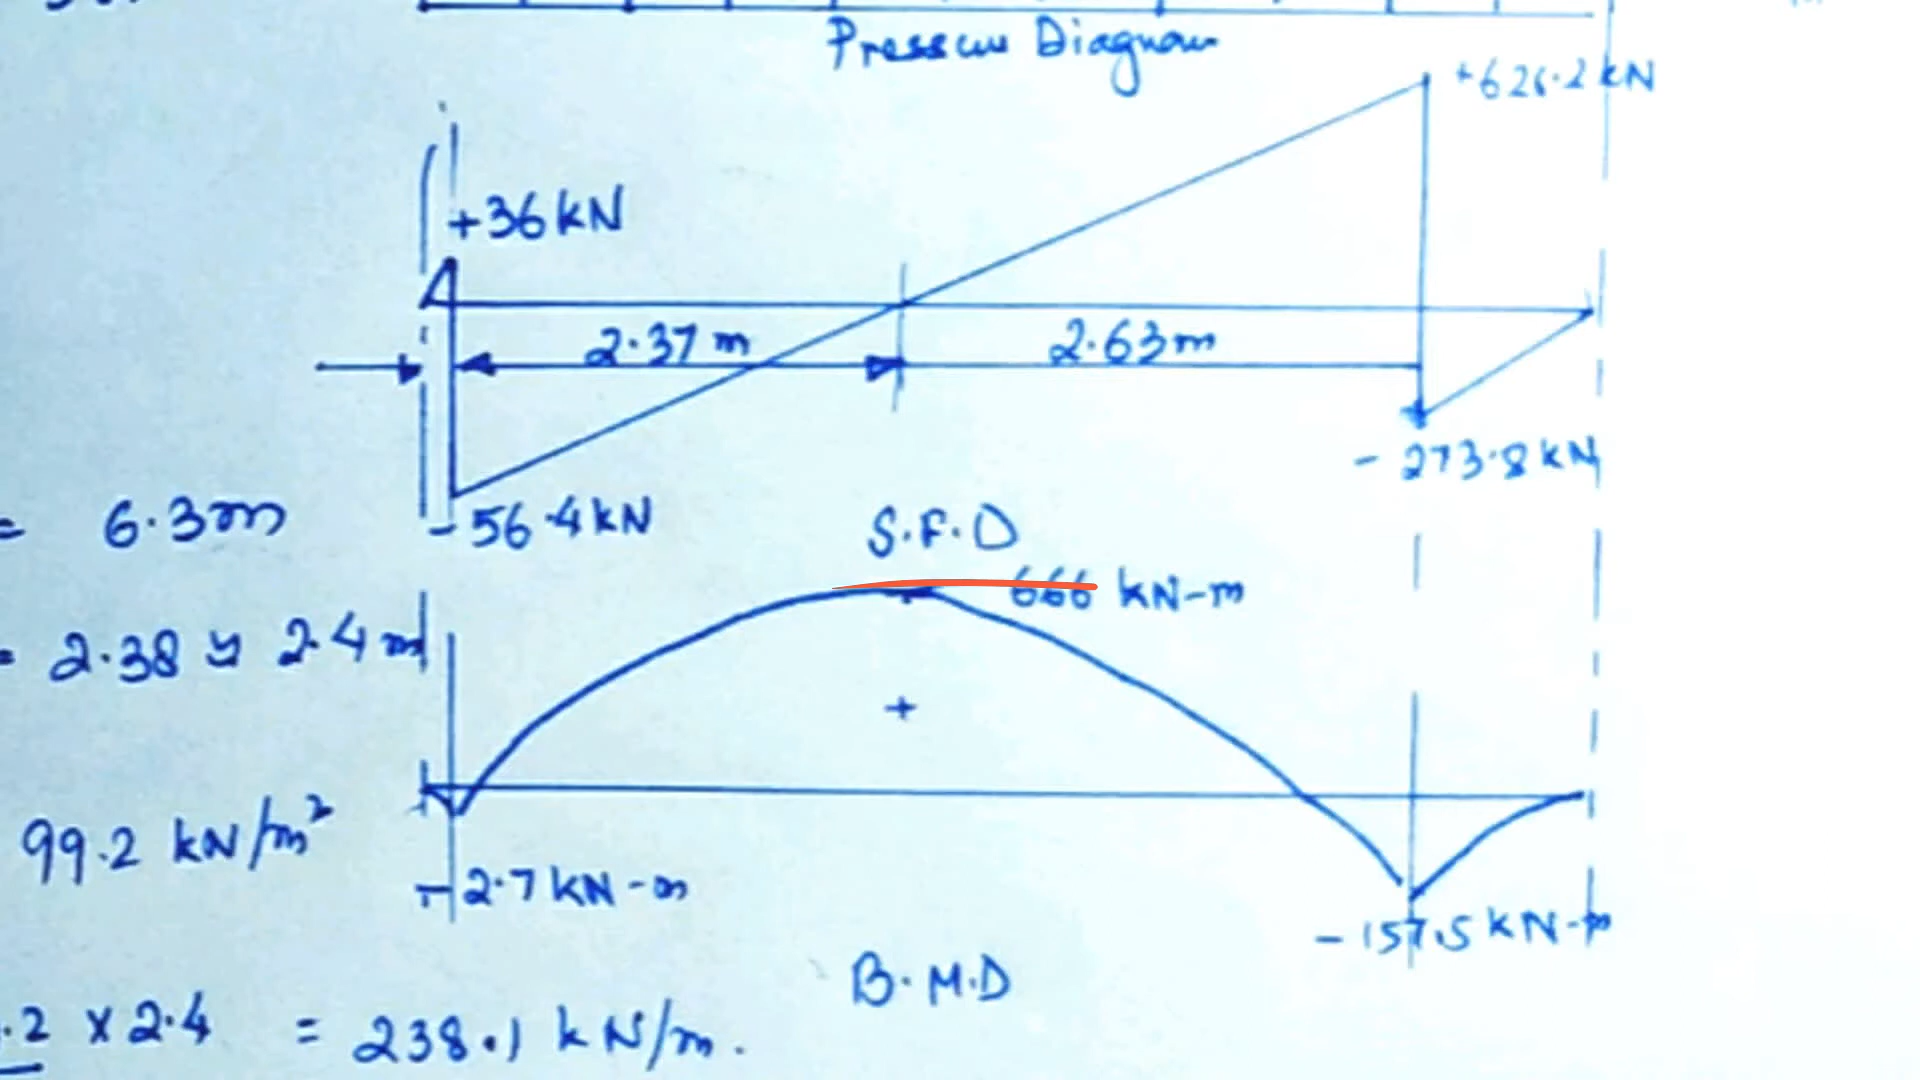 Pressure Diagram
+626.2 kN
+36 kN
2.37 m
2.63 m
- 273.8 kN
= 6.3 m
- 56.4 kN
S.F.D
666 kN-m
= 2.38 ≃ 2.4 m
+
99.2 kN/m²
- 2.7 kN-m
- 157.5 kN-m
B.M.D
.2 x 2.4 = 238.1 kN/m.